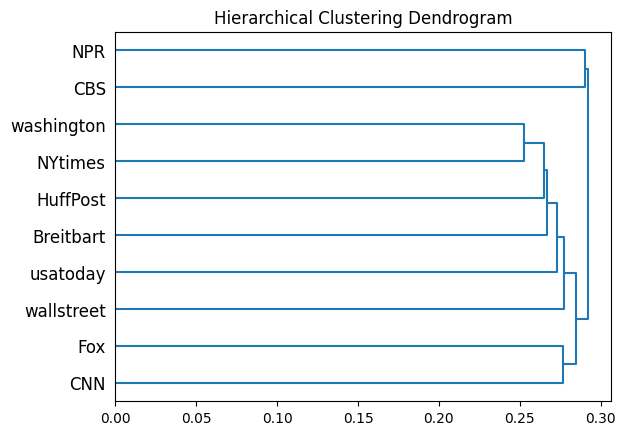 Hierarchical Clustering Dendrogram
NPR
CBS
washington
NYtimes
HuffPost
Breitbart
usatoday
wallstreet
Fox
CNN
0.00 0.05 0.10 0.15 0.20 0.25 0.30